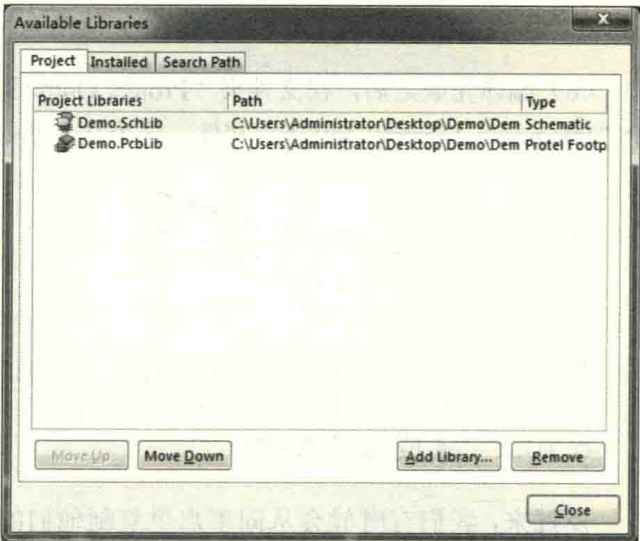 Available Libraries
Project Installed Search Path
Project Libraries Path Type
Demo.SchLib C:\Users\Administrator\Desktop\Demo\Dem Schematic
Demo.PcbLib C:\Users\Administrator\Desktop\Demo\Dem Protel Footp
Move Up Move Down Add Library... Remove
Close